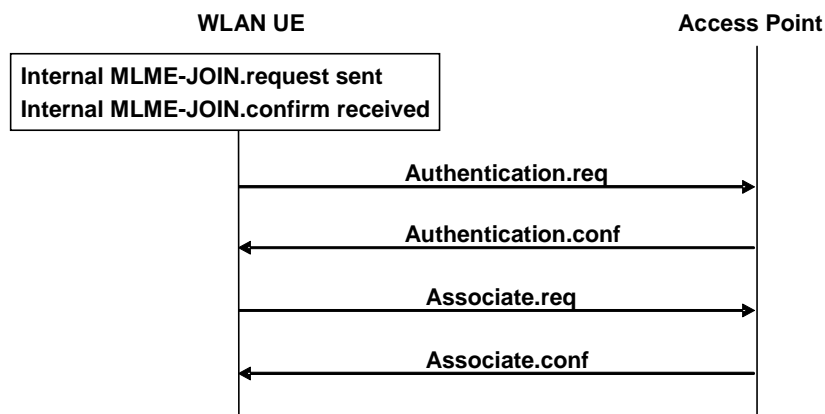 WLAN UE
Access Point
Internal MLME-JOIN.request sent
Internal MLME-JOIN.confirm received
Authentication.req
Authentication.conf
Associate.req
Associate.conf